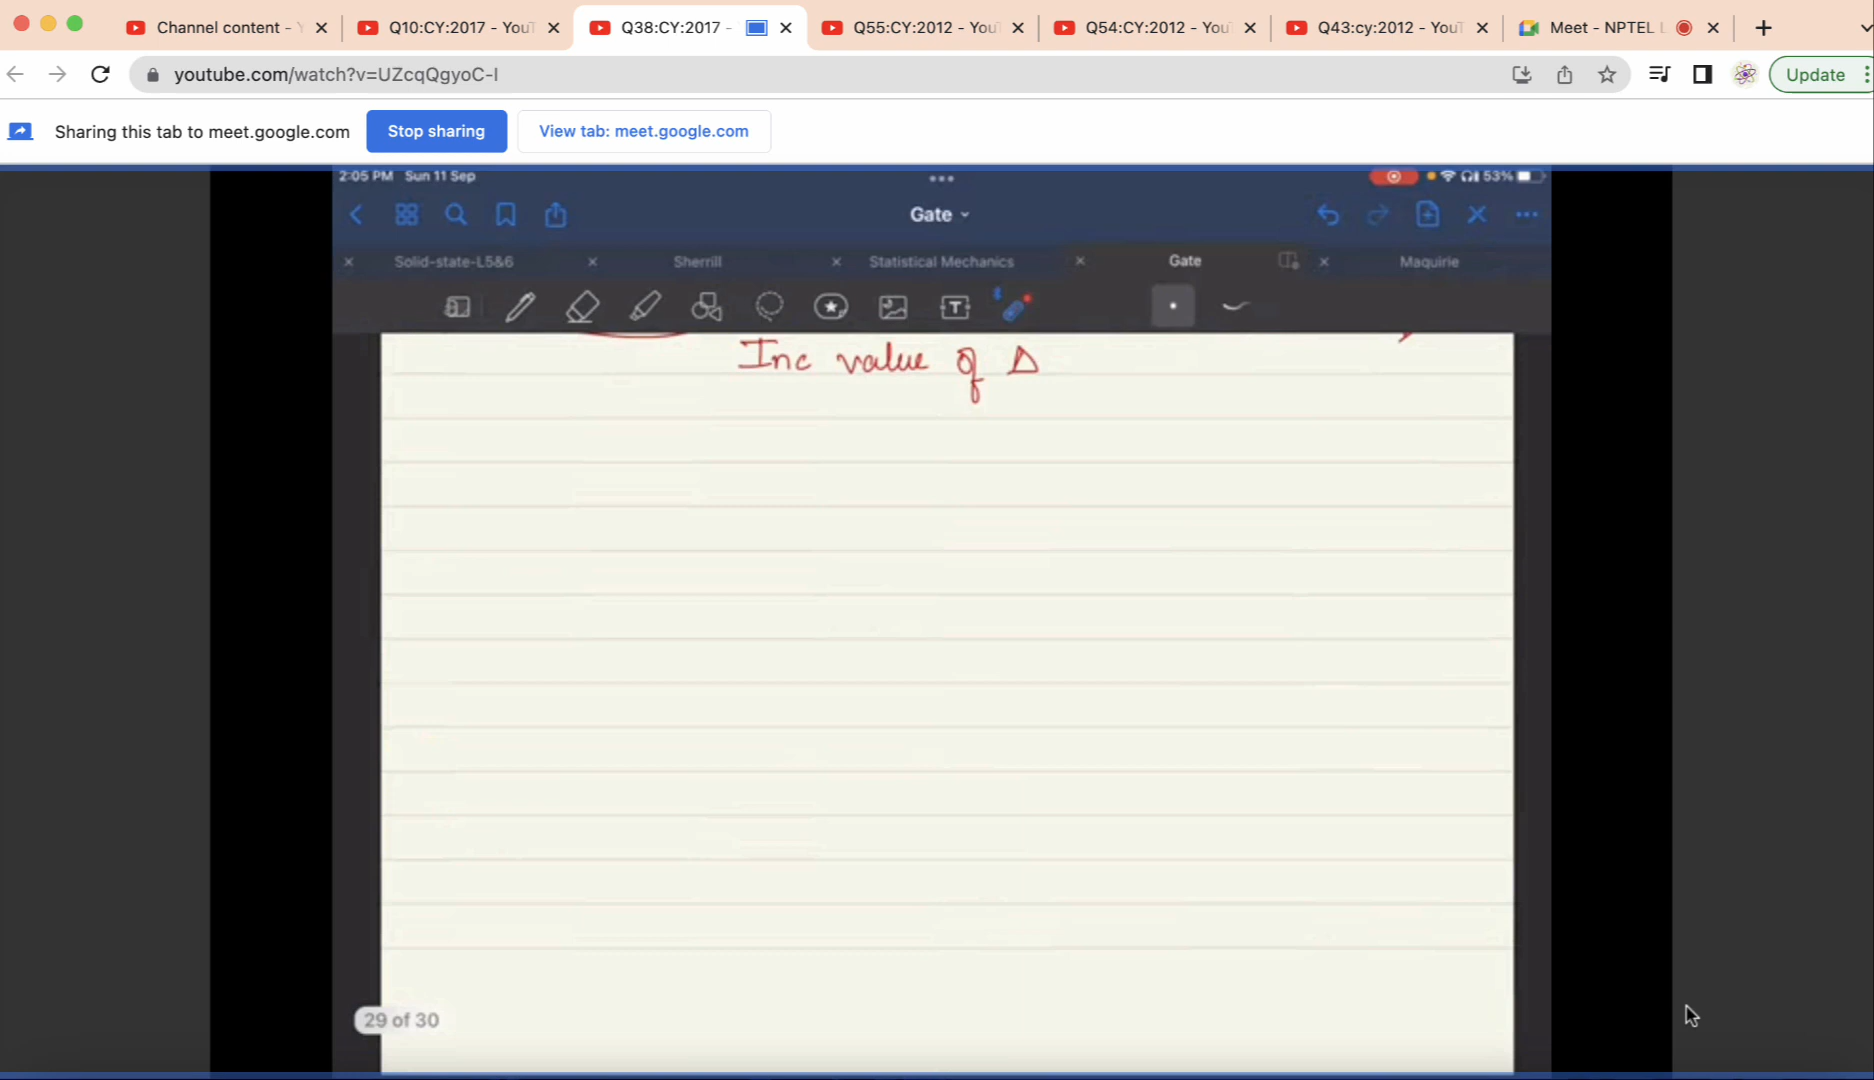 Channel content - Y
Q10:CY:2017 - YouT
Q38:CY:2017 -
Q55:CY:2012 - YouT
Q54:CY:2012 - YouT
Q43:cy:2012 - YouT
Meet - NPTEL L
youtube.com/watch?v=UZcqQgyoC-I
Update
Sharing this tab to meet.google.com
Stop sharing
View tab: meet.google.com
2:05 PM Sun 11 Sep
53%
Gate
Solid-state-L5&6
Sherrill
Statistical Mechanics
Gate
Maquirie
T
Inc value of Δ
29 of 30